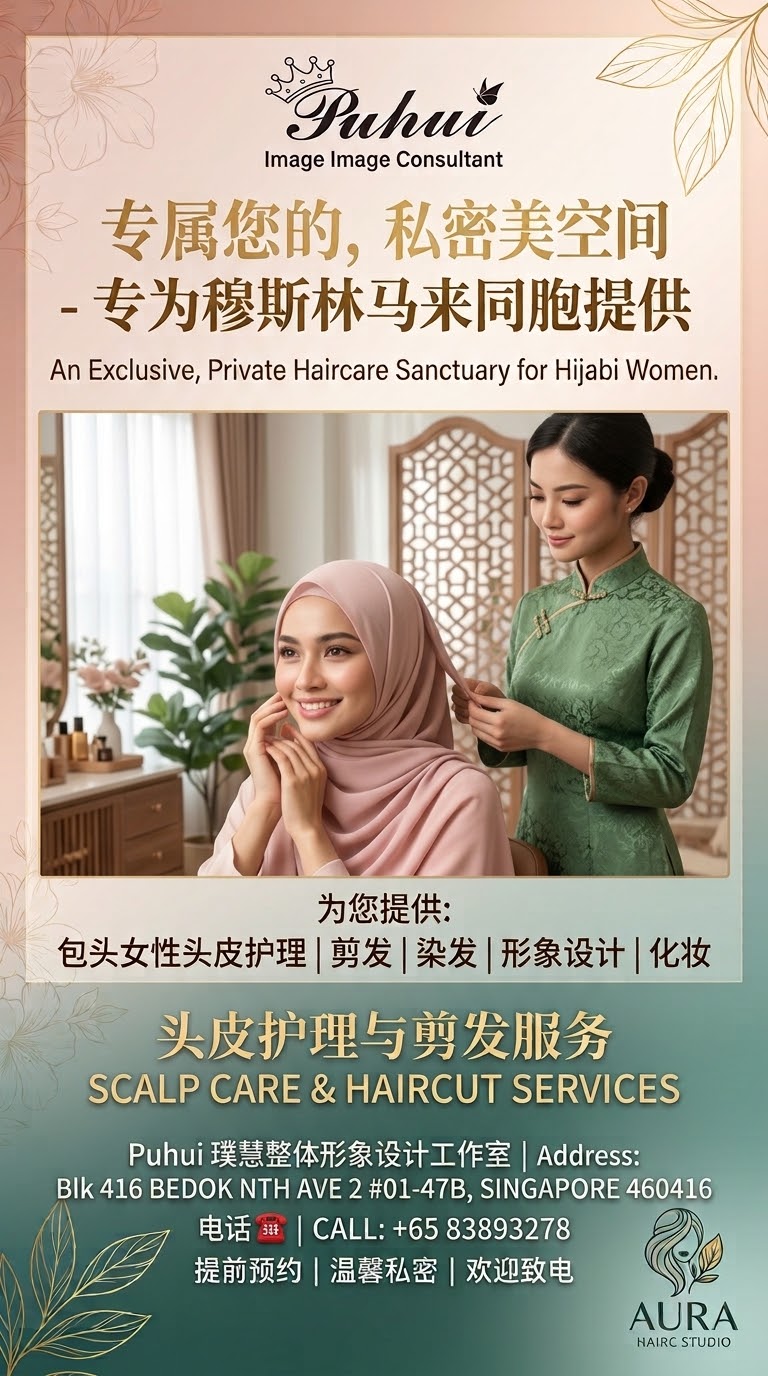 Puhui
Image Image Consultant
专属您的，私密美空间
- 专为穆斯林马来同胞提供
An Exclusive, Private Haircare Sanctuary for Hijabi Women.
为您提供:
包头女性头皮护理 | 剪发 | 染发 | 形象设计 | 化妆
头皮护理与剪发服务
SCALP CARE & HAIRCUT SERVICES
Puhui 璞慧整体形象设计工作室 | Address:
Blk 416 BEDOK NTH AVE 2 #01-47B, SINGAPORE 460416
电话☎️ | CALL: +65 83893278
提前预约 | 温馨私密 | 欢迎致电
AURA
HAIRC STUDIO